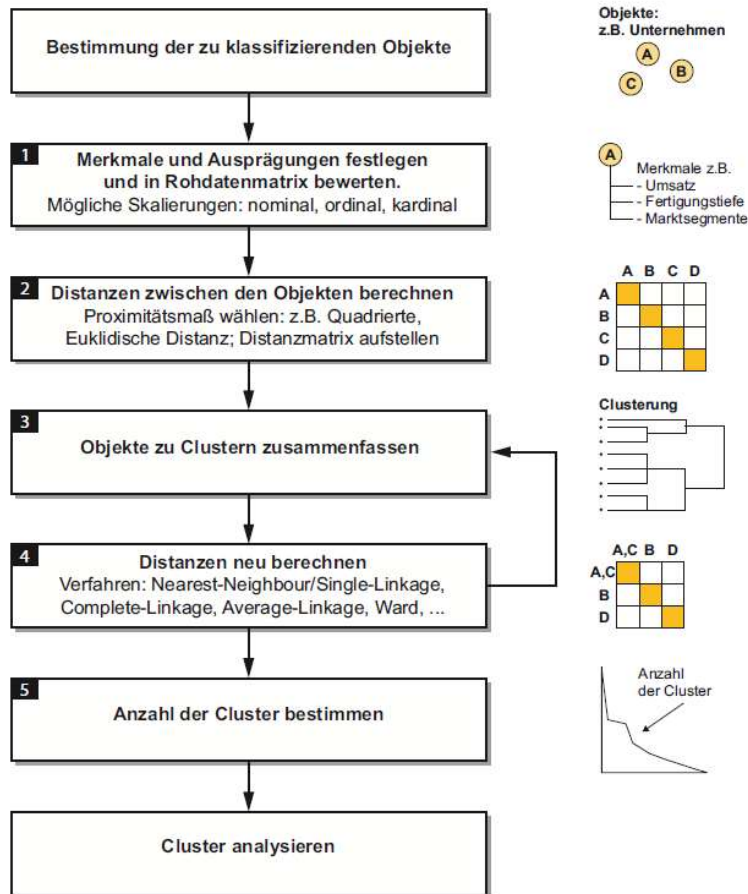 Bestimmung der zu klassifizierenden Objekte
Objekte:
z.B. Unternehmen
A
B
C
1
Merkmale und Ausprägungen festlegen
und in Rohdatenmatrix bewerten.
Mögliche Skalierungen: nominal, ordinal, kardinal
A
Merkmale z.B.
- Umsatz
- Fertigungstiefe
- Marktsegmente
2
Distanzen zwischen den Objekten berechnen
Proximitätsmaß wählen: z.B. Quadrierte,
Euklidische Distanz; Distanzmatrix aufstellen
A B C D
A
B
C
D
3
Objekte zu Clustern zusammenfassen
Clusterung
4
Distanzen neu berechnen
Verfahren: Nearest-Neighbour/Single-Linkage,
Complete-Linkage, Average-Linkage, Ward, ...
A,C B D
A,C
B
D
5
Anzahl der Cluster bestimmen
Anzahl
der Cluster
Cluster analysieren